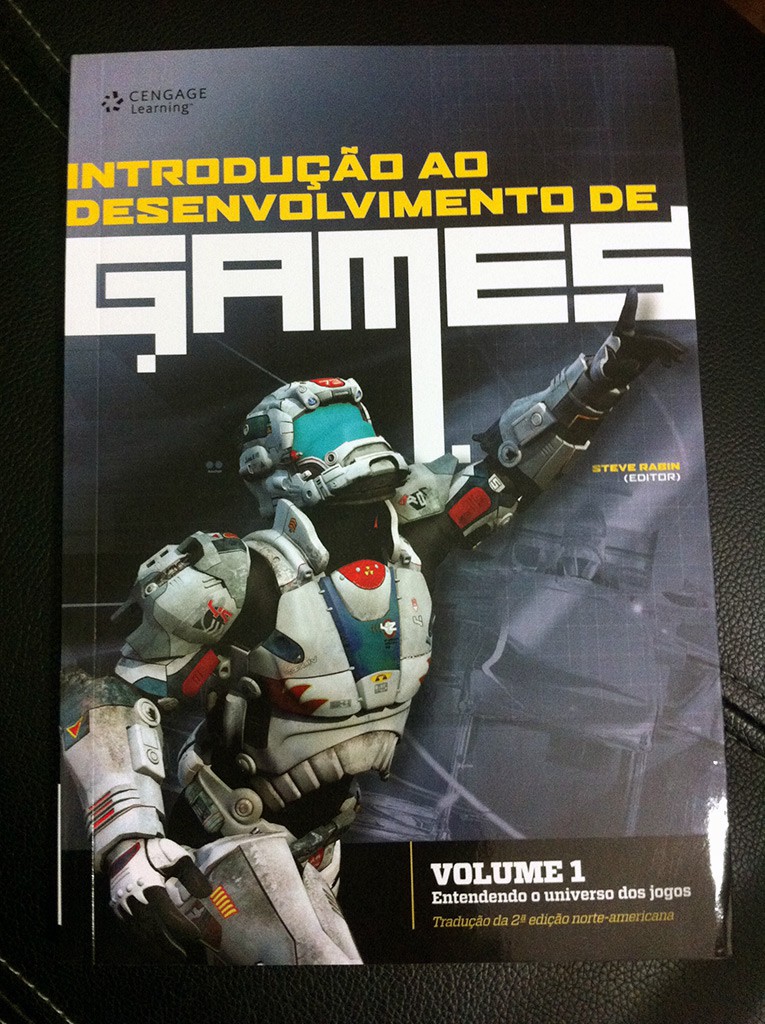 CENGAGE
Learning™
INTRODUÇÃO AO
DESENVOLVIMENTO DE
GAMES
STEVE RABIN
(EDITOR)
VOLUME 1
Entendendo o universo dos jogos
Tradução da 2ª edição norte-americana